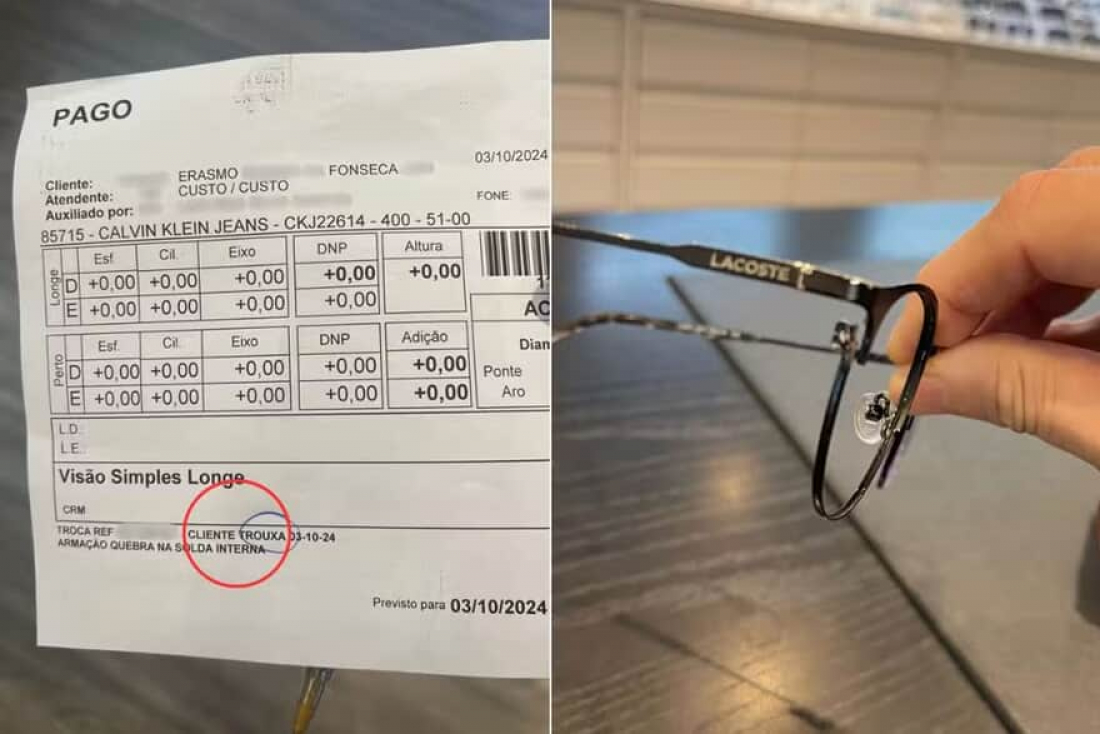 PAGO
03/10/2024
Cliente: ERASMO FONSECA
Atendente: CUSTO / CUSTO
Auxiliado por:
FONE:
85715 - CALVIN KLEIN JEANS - CKJ22614 - 400 - 51-00
Esf. Cil. Eixo DNP Altura
Longe D +0,00 +0,00 +0,00 +0,00 +0,00
E +0,00 +0,00 +0,00 +0,00
Esf. Cil. Eixo DNP Adição
Perto D +0,00 +0,00 +0,00 +0,00 +0,00
E +0,00 +0,00 +0,00 +0,00 +0,00
Ponte
Aro
L.D.
L.E.
Visão Simples Longe
CRM
TROCA REF CLIENTE TROUXA 03-10-24
ARMAÇÃO QUEBRA NA SOLDA INTERNA
Previsto para 03/10/2024
LACOSTE